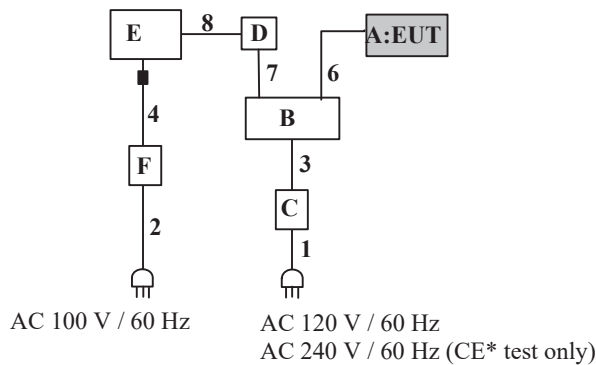 E
8
D
A:EUT
7
6
4
B
F
3
C
2
1
AC 100 V / 60 Hz
AC 120 V / 60 Hz
AC 240 V / 60 Hz (CE* test only)